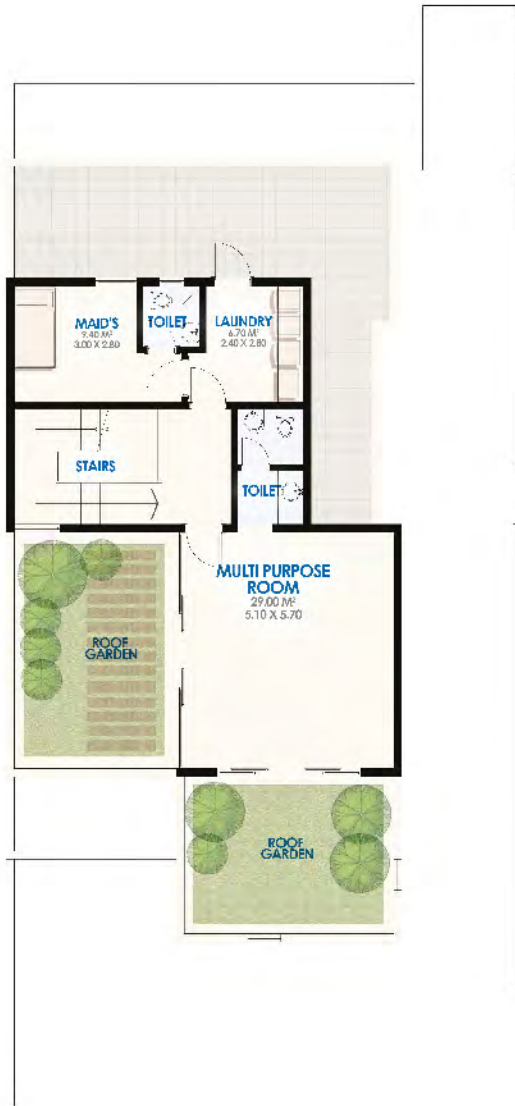 MAID'S
9.40 M²
3.00 X 2.80
TOILET
LAUNDRY
6.70 M²
2.40 X 2.80
STAIRS
TOILET
MULTI PURPOSE
ROOM
29.00 M²
5.10 X 5.70
ROOF
GARDEN
ROOF
GARDEN